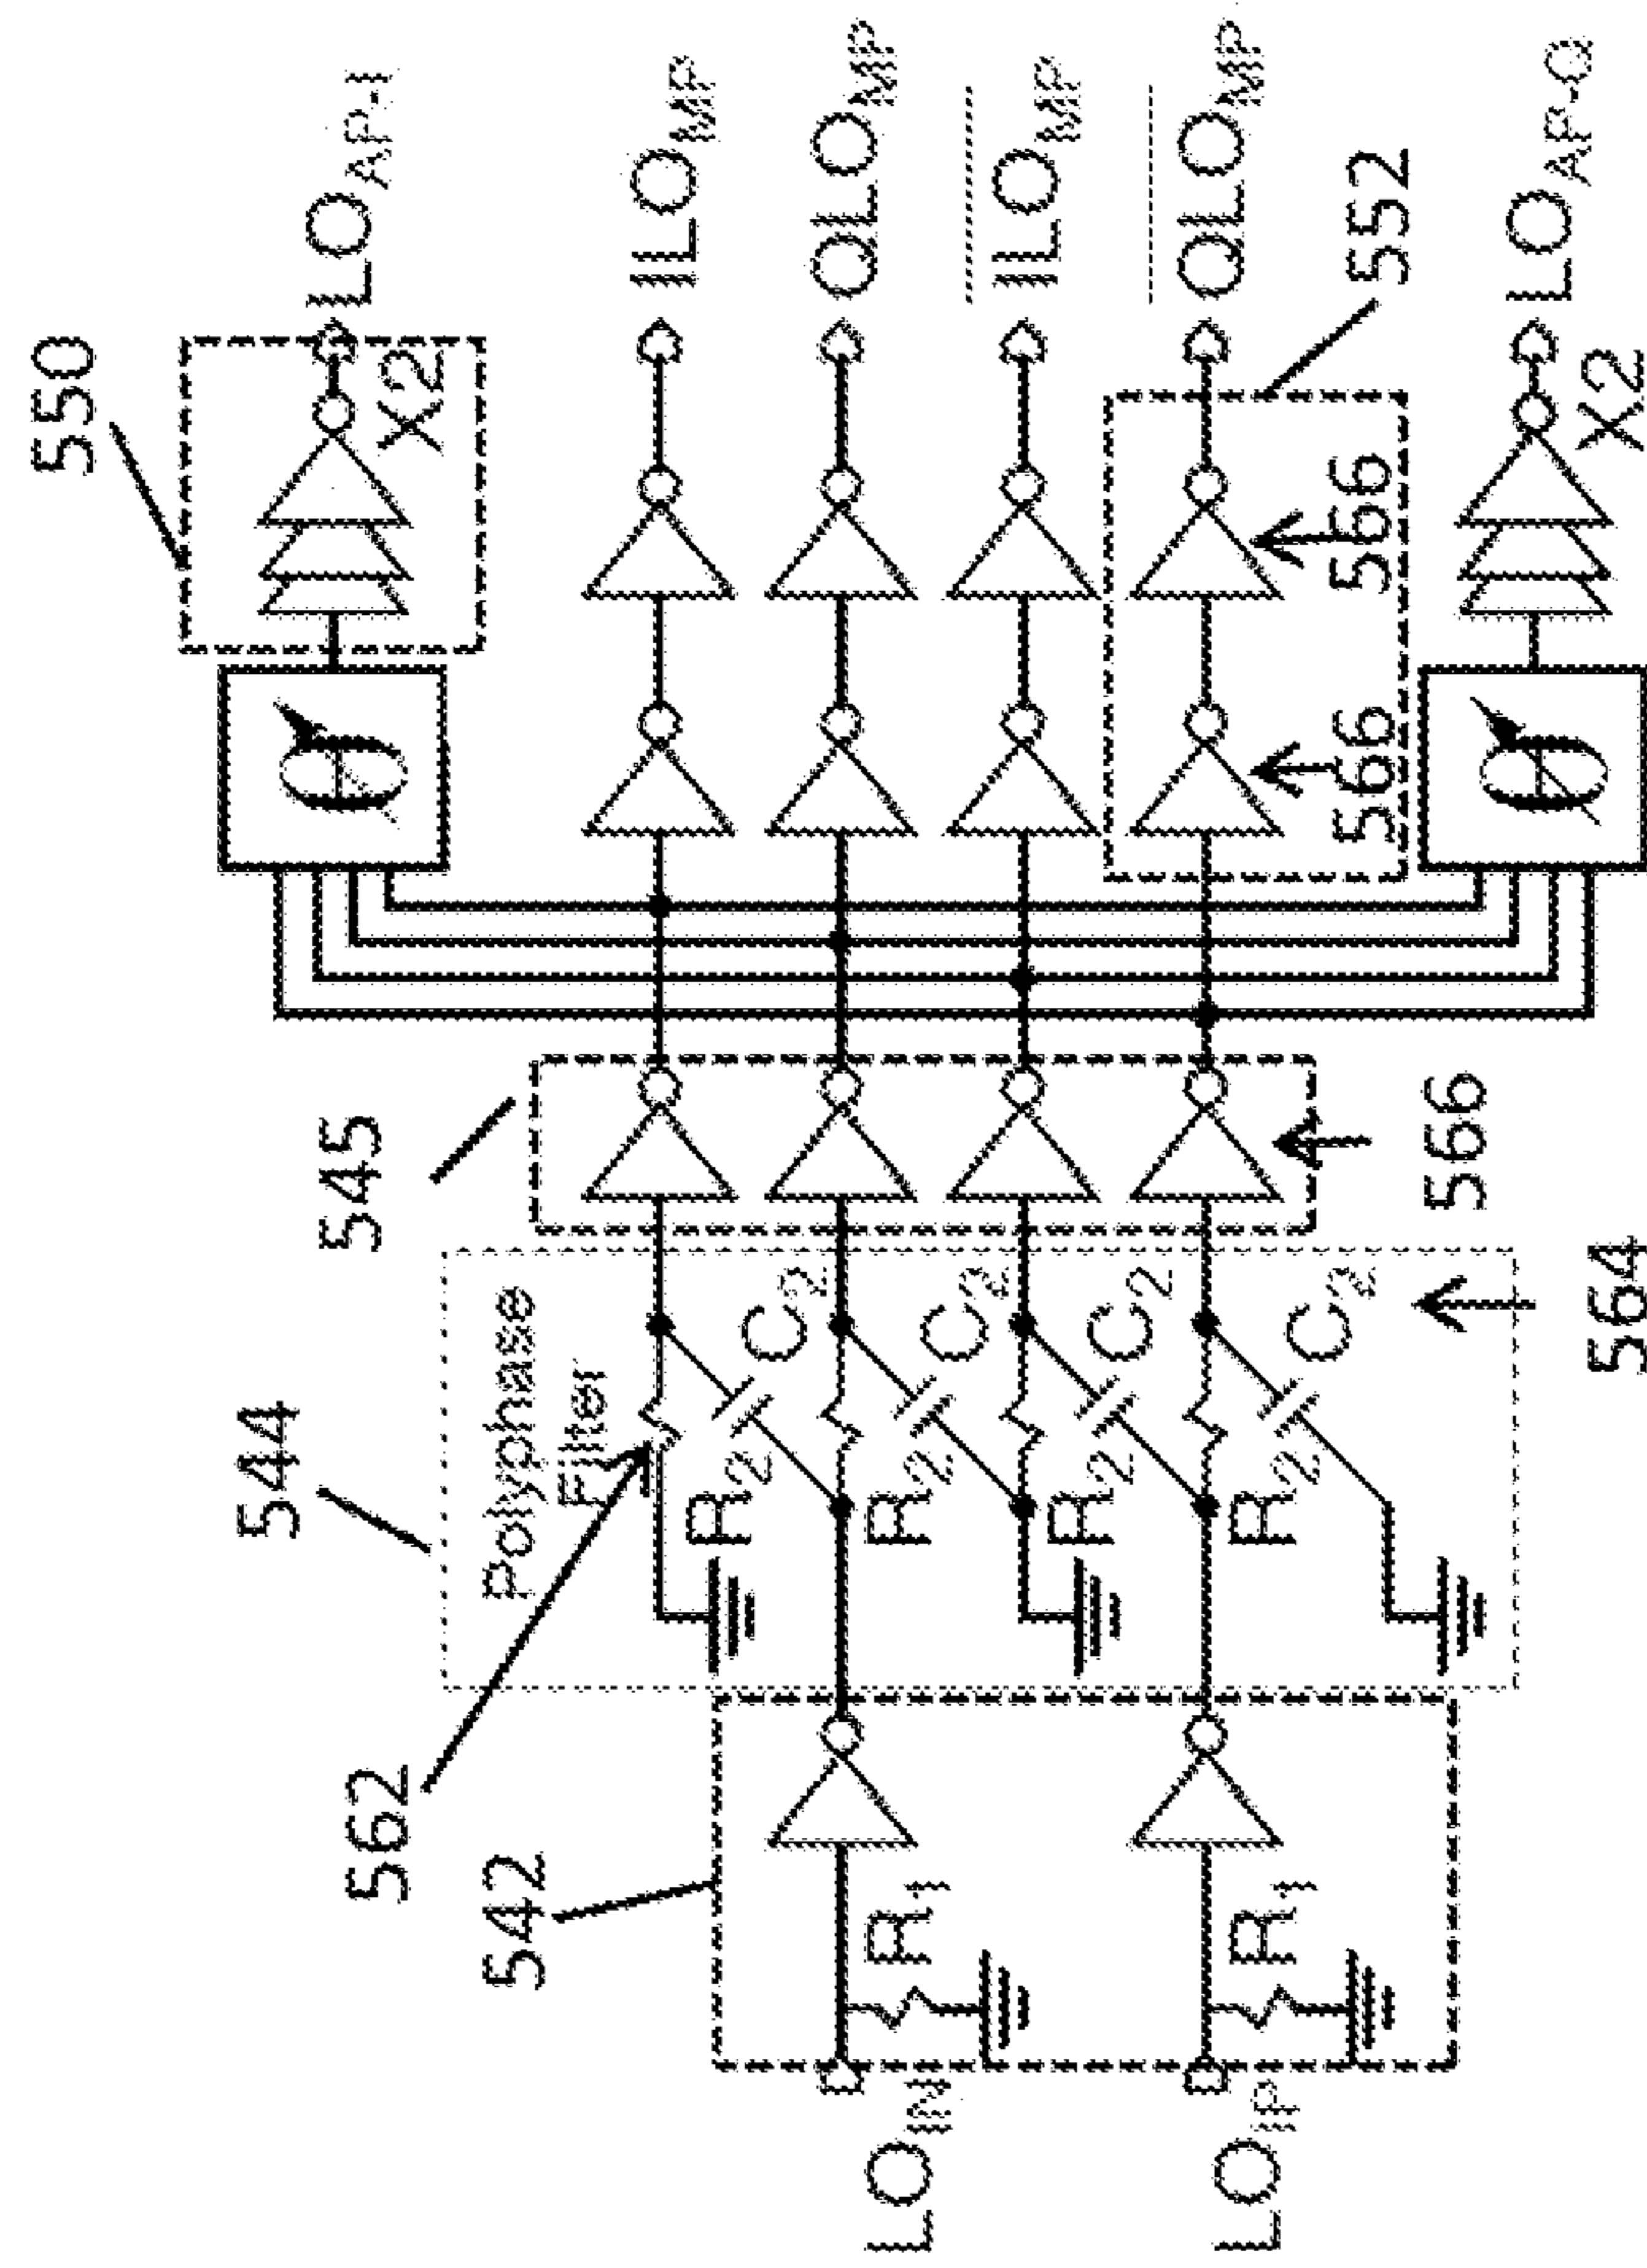 550
LO_AP-I
X2
θ
ILO_MP
QLO_MP
ILO_MP
QLO_MP
552
566
566
LO_AP-Q
X2
θ
545
566
544
Polyphase
Filter
R2
C2
R2
C2
R2
C2
R2
C2
564
562
542
R1
R1
LO_IN
LO_IP